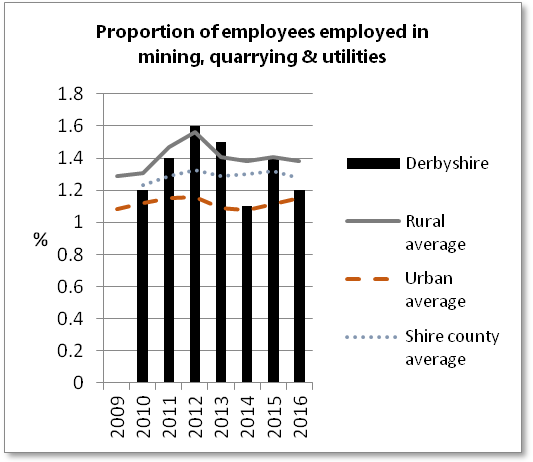 Proportion of employees employed in
mining, quarrying & utilities
1.8
1.6
1.4
1.2
1
0.8
0.6
0.4
0.2
0
%
2009
2010
2011
2012
2013
2014
2015
2016
Derbyshire
Rural
average
Urban
average
Shire county
average